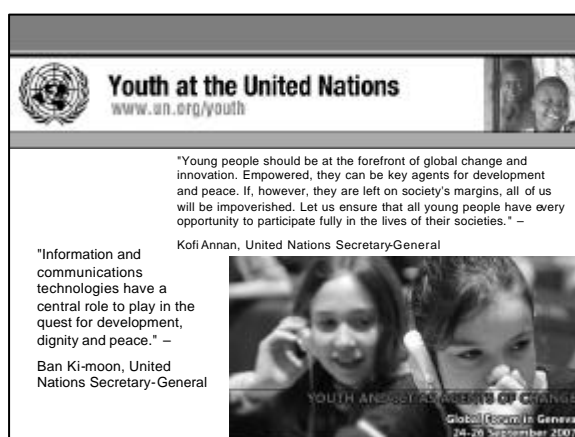 Youth at the United Nations
www.un.org/youth
"Young people should be at the forefront of global change and
innovation. Empowered, they can be key agents for development
and peace. If, however, they are left on society's margins, all of us
will be impoverished. Let us ensure that all young people have every
opportunity to participate fully in the lives of their societies." –
Kofi Annan, United Nations Secretary-General
"Information and
communications
technologies have a
central role to play in the
quest for development,
dignity and peace." –
Ban Ki-moon, United
Nations Secretary-General
YOUTH AND ICT AS AGENTS OF CHANGE
Global Forum in Geneva
24-26 September 2007